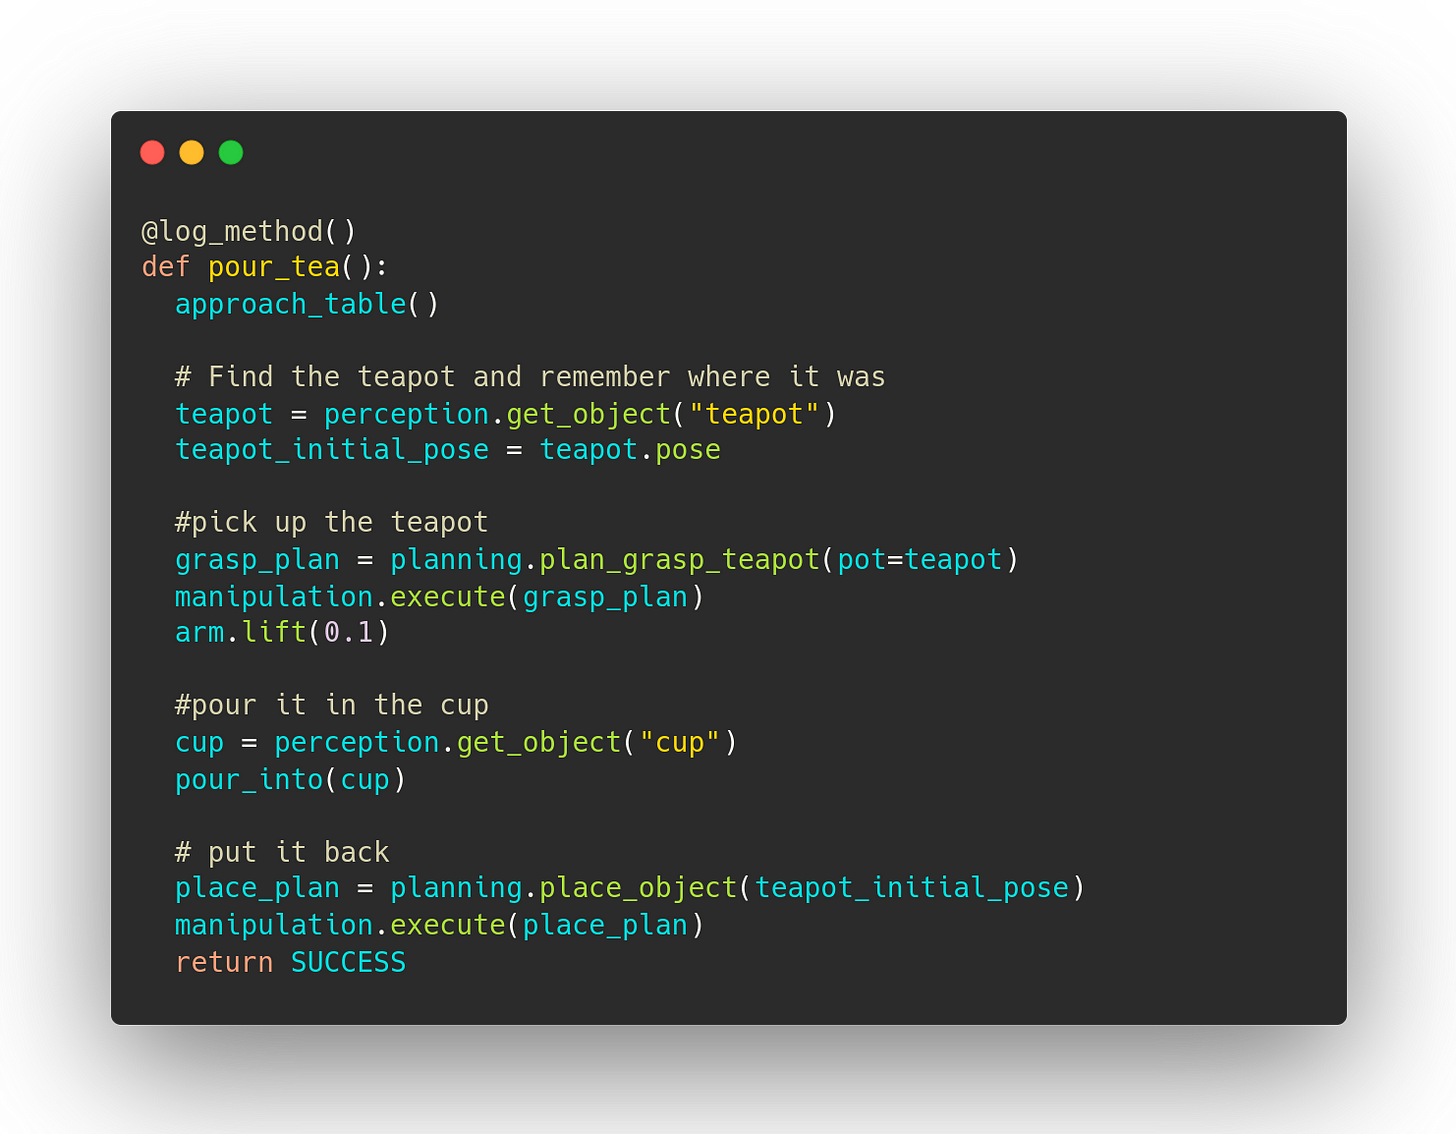 @log_method()
def pour_tea():
  approach_table()

  # Find the teapot and remember where it was
  teapot = perception.get_object("teapot")
  teapot_initial_pose = teapot.pose

  #pick up the teapot
  grasp_plan = planning.plan_grasp_teapot(pot=teapot)
  manipulation.execute(grasp_plan)
  arm.lift(0.1)

  #pour it in the cup
  cup = perception.get_object("cup")
  pour_into(cup)

  # put it back
  place_plan = planning.place_object(teapot_initial_pose)
  manipulation.execute(place_plan)
  return SUCCESS